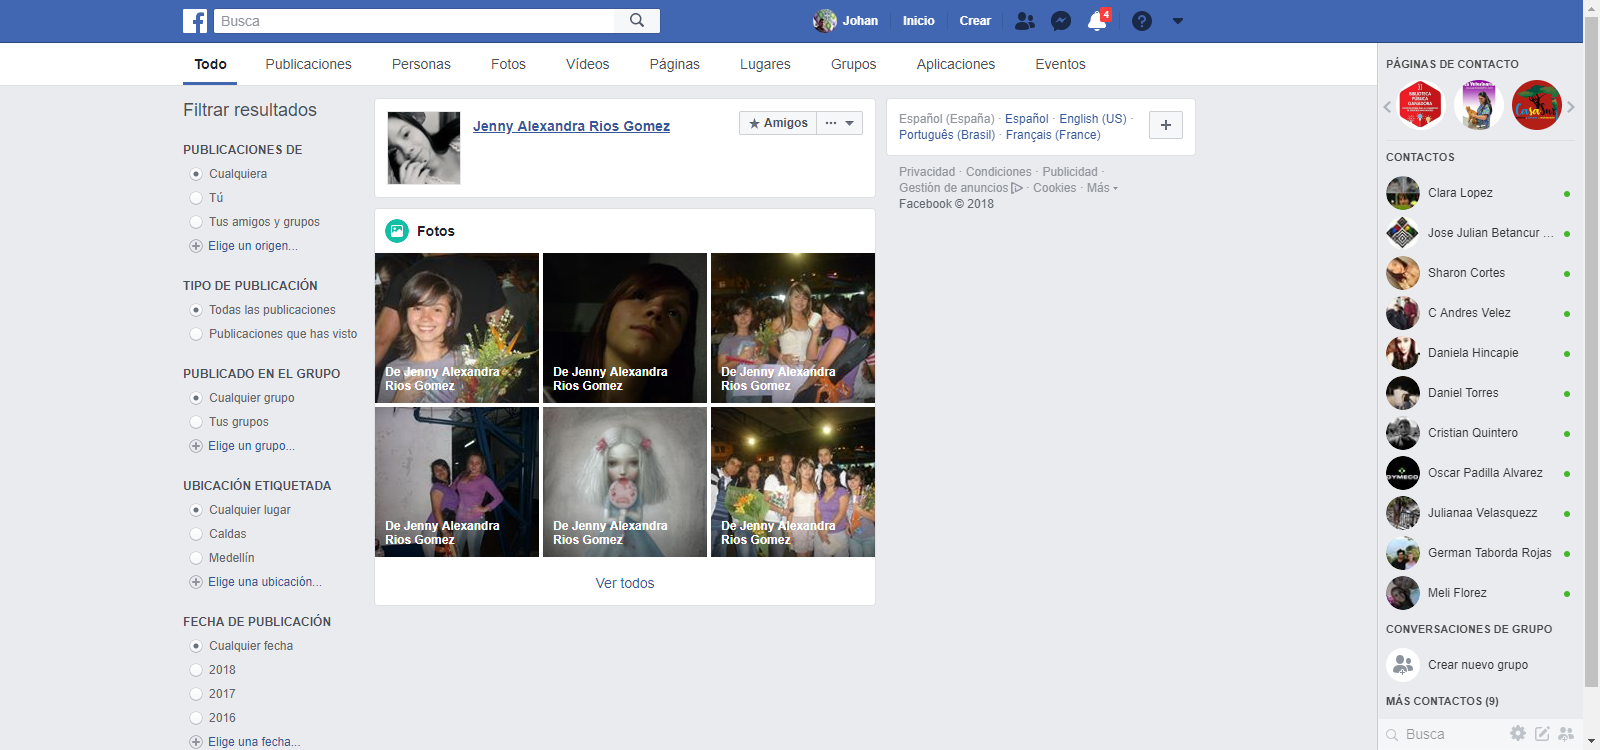 Busca
Johan
Inicio
Crear
4
Todo
Publicaciones
Personas
Fotos
Vídeos
Páginas
Lugares
Grupos
Aplicaciones
Eventos
Filtrar resultados
PUBLICACIONES DE
Cualquiera
Tú
Tus amigos y grupos
Elige un origen...
TIPO DE PUBLICACIÓN
Todas las publicaciones
Publicaciones que has visto
PUBLICADO EN EL GRUPO
Cualquier grupo
Tus grupos
Elige un grupo...
UBICACIÓN ETIQUETADA
Cualquier lugar
Caldas
Medellín
Elige una ubicación...
FECHA DE PUBLICACIÓN
Cualquier fecha
2018
2017
2016
Elige una fecha...
Jenny Alexandra Rios Gomez
Amigos
Fotos
De Jenny Alexandra
Rios Gomez
De Jenny Alexandra
Rios Gomez
De Jenny Alexandra
Rios Gomez
De Jenny Alexandra
Rios Gomez
De Jenny Alexandra
Rios Gomez
De Jenny Alexandra
Rios Gomez
Ver todos
Español (España) · Español · English (US) ·
Português (Brasil) · Français (France)
Privacidad · Condiciones · Publicidad ·
Gestión de anuncios · Cookies · Más
Facebook © 2018
PÁGINAS DE CONTACTO
BIBLIOTECA
PÚBLICA
GANADORA
CaSaSur
CONTACTOS
Clara Lopez
Jose Julian Betancur ...
Sharon Cortes
C Andres Velez
Daniela Hincapie
Daniel Torres
Cristian Quintero
Oscar Padilla Alvarez
Julianaa Velasquezz
German Taborda Rojas
Meli Florez
CONVERSACIONES DE GRUPO
Crear nuevo grupo
MÁS CONTACTOS (9)
Busca